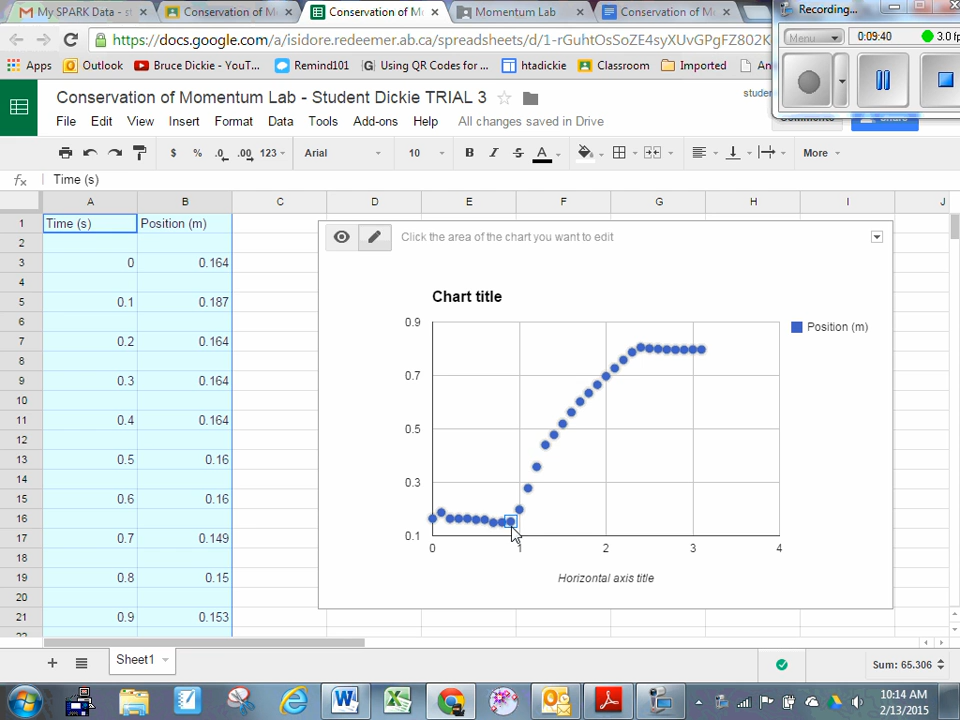 My SPARK Data - st
Conservation of M
Conservation of Mo
Momentum Lab
Conservation of M
Recording...
Menu
0:09:40
3.0 fp
https://docs.google.com/a/isidore.redeemer.ab.ca/spreadsheets/d/1-rGuhtOsSoZE4syXUvGPgFZ802K
Apps
Outlook
Bruce Dickie - YouT...
Remind101
Using QR Codes for ...
htadickie
Classroom
Imported
An
Conservation of Momentum Lab - Student Dickie TRIAL 3
stude
File Edit View Insert Format Data Tools Add-ons Help All changes saved in Drive
Comments
Share
$ % .0 .00 123 Arial 10 B I S A More
fx Time (s)
A B C D E F G H I J
1 Time (s) Position (m)
2
3 0 0.164
4
5 0.1 0.187
6
7 0.2 0.164
8
9 0.3 0.164
10
11 0.4 0.164
12
13 0.5 0.16
14
15 0.6 0.16
16
17 0.7 0.149
18
19 0.8 0.15
20
21 0.9 0.153
22
Click the area of the chart you want to edit
Chart title
0.9
0.7
0.5
0.3
0.1
0 1 2 3 4
Horizontal axis title
Position (m)
Sheet1
Sum: 65.306
10:14 AM
2/13/2015